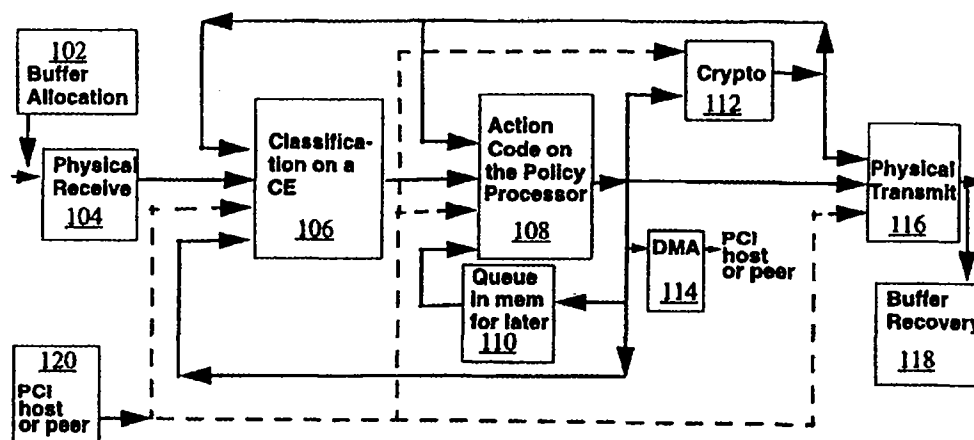 102
Buffer
Allocation
Physical
Receive
104
Classifica-
tion on a
CE
106
Action
Code on
the Policy
Processor
108
Crypto
112
Physical
Transmit
116
DMA
114
PCI
host
or peer
Queue
in mem
for later
110
Buffer
Recovery
118
120
PCI
host
or peer